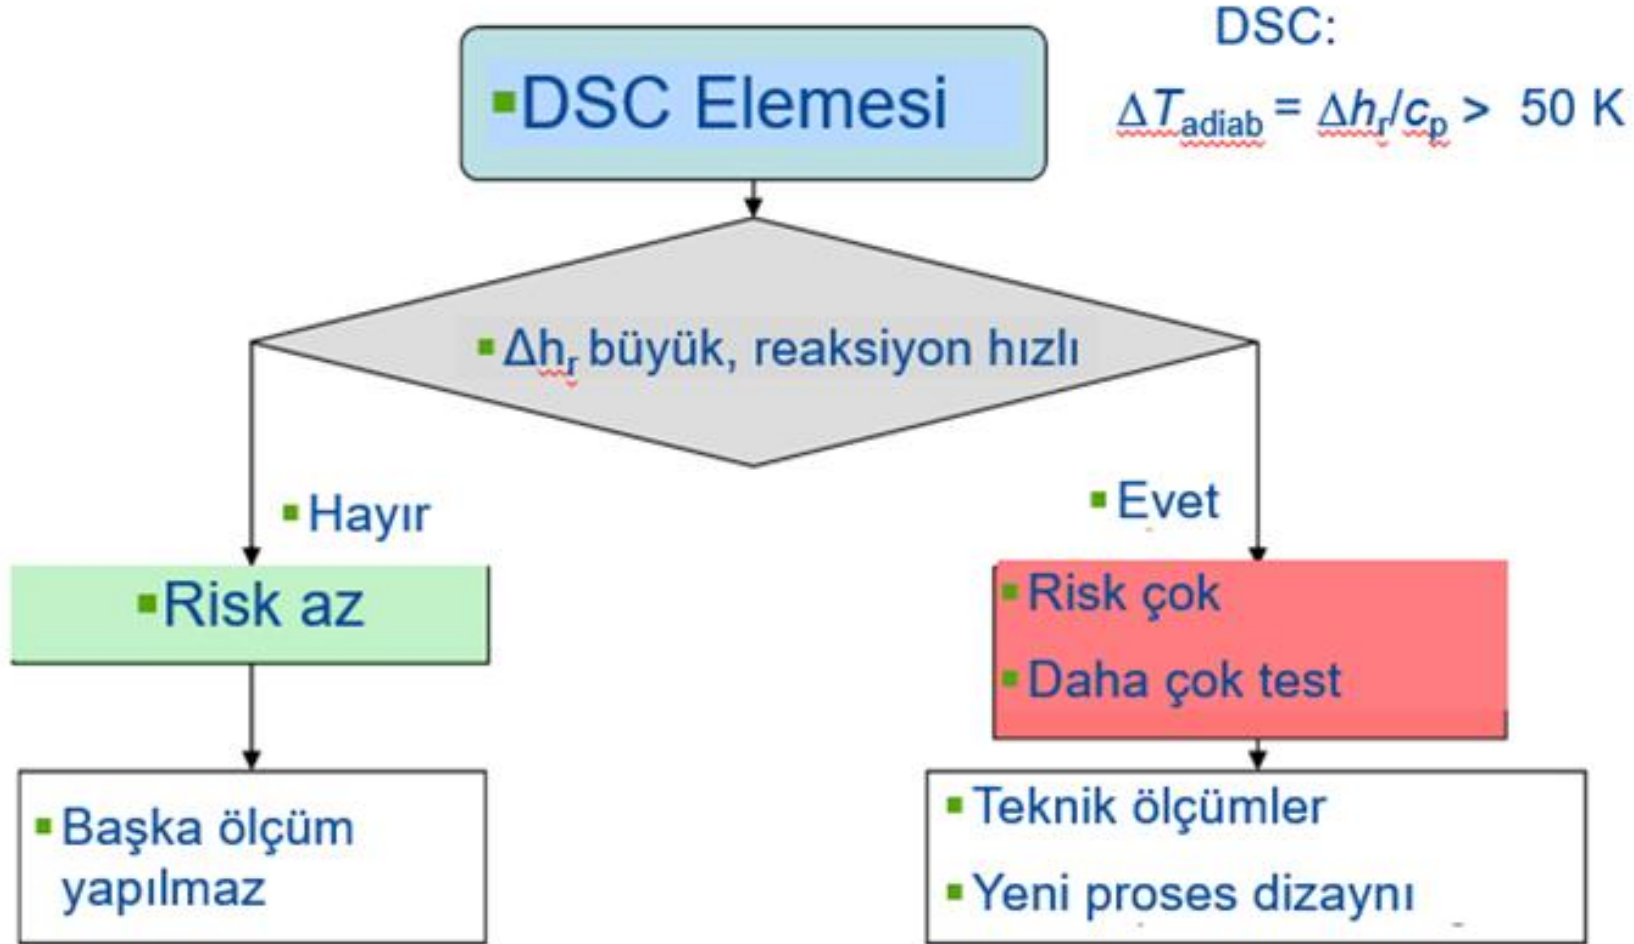 DSC:
▪DSC Elemesi
ΔTadiab = Δhr/cp > 50 K
▪Δhr büyük, reaksiyon hızlı
▪Hayır
▪Evet
▪Risk az
▪Risk çok
▪Daha çok test
▪Başka ölçüm
yapılmaz
▪Teknik ölçümler
▪Yeni proses dizaynı